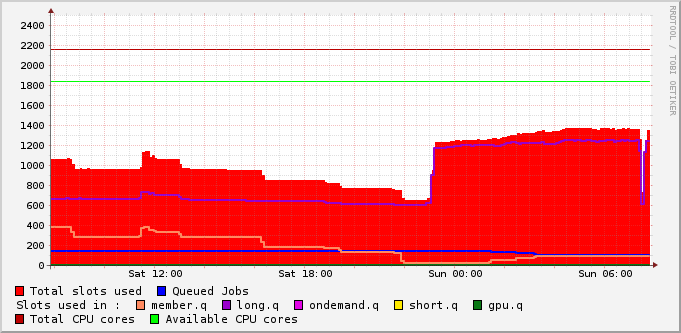 RRDTOOL / TOBI OETIKER
2400
2200
2000
1800
1600
1400
1200
1000
800
600
400
200
0
Sat 12:00 Sat 18:00 Sun 00:00 Sun 06:00
Total slots used Queued Jobs
Slots used in : member.q long.q ondemand.q short.q gpu.q
Total CPU cores Available CPU cores